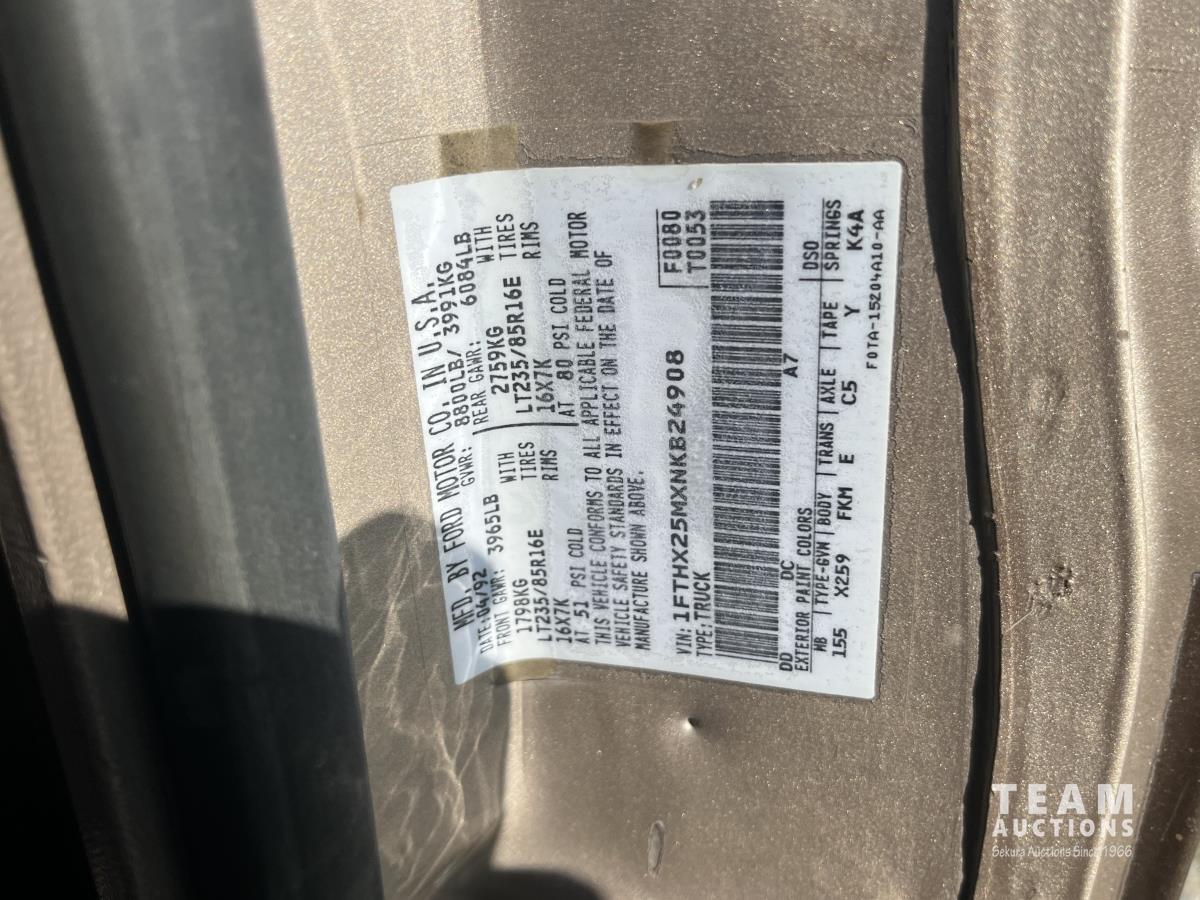 MFD. BY FORD MOTOR CO. IN U.S.A.
DATE: 04/92 GVWR: 8800LB/ 3991KG
FRONT GAWR: 3965LB REAR GAWR: 6084LB
1798KG WITH 2759KG WITH
LT235/85R16E TIRES LT235/85R16E TIRES
16X7K RIMS 16X7K RIMS
AT 51 PSI COLD AT 80 PSI COLD
THIS VEHICLE CONFORMS TO ALL APPLICABLE FEDERAL MOTOR
VEHICLE SAFETY STANDARDS IN EFFECT ON THE DATE OF
MANUFACTURE SHOWN ABOVE.
VIN: 1FTHX25MXNKB24908 F0080
TYPE: TRUCK T0053
DD DC A7
EXTERIOR PAINT COLORS DSO
WB TYPE-GVW BODY TRANS AXLE TAPE SPRINGS
155 X259 FKM E C5 Y K4A
F0TA-15204A10-AA
TEAM
AUCTIONS
Sekura Auctions Since 1966